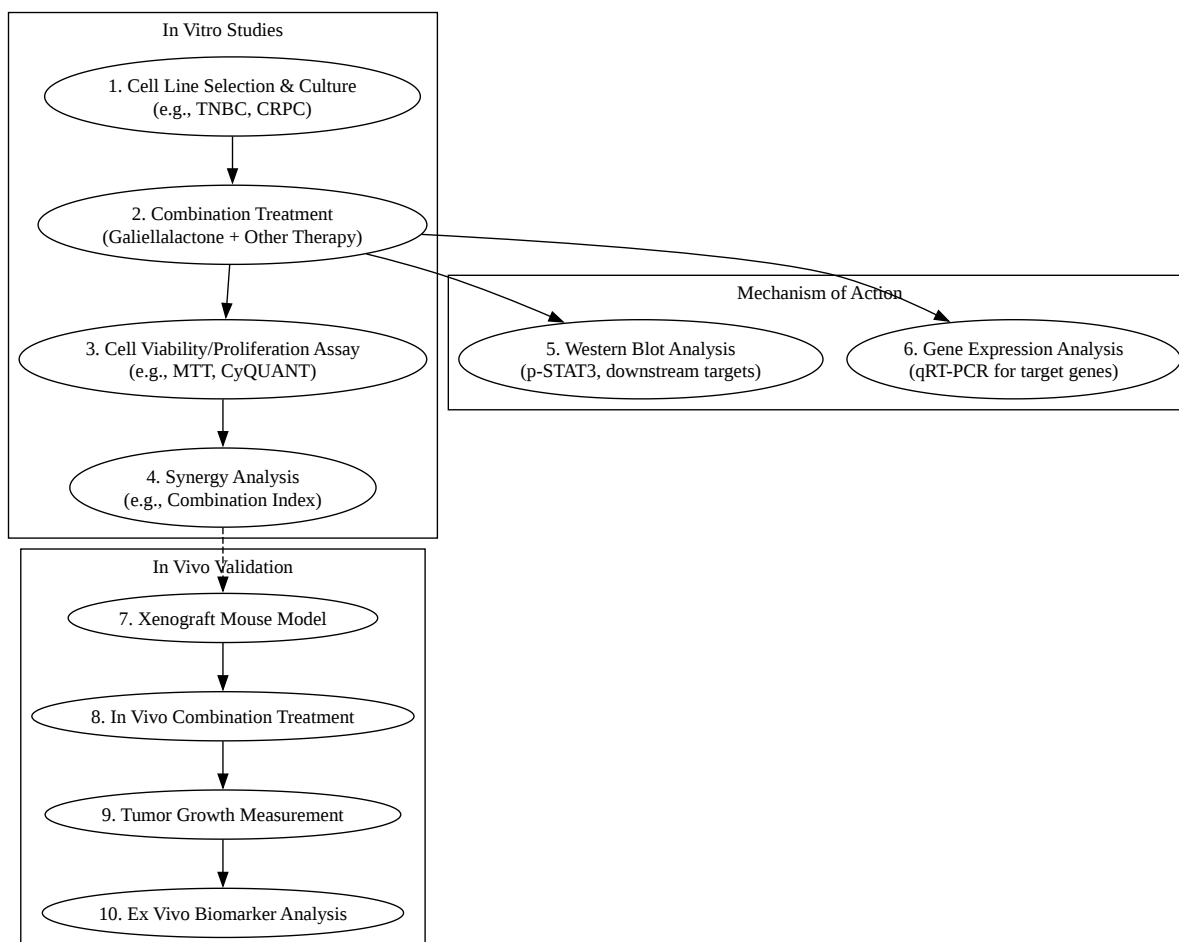 In Vitro Studies
1. Cell Line Selection & Culture
(e.g., TNBC, CRPC)
2. Combination Treatment
(Galiellalactone + Other Therapy)
Mechanism of Action
3. Cell Viability/Proliferation Assay
(e.g., MTT, CyQUANT)
5. Western Blot Analysis
(p-STAT3, downstream targets)
6. Gene Expression Analysis
(qRT-PCR for target genes)
4. Synergy Analysis
(e.g., Combination Index)
In Vivo Validation
7. Xenograft Mouse Model
8. In Vivo Combination Treatment
9. Tumor Growth Measurement
10. Ex Vivo Biomarker Analysis